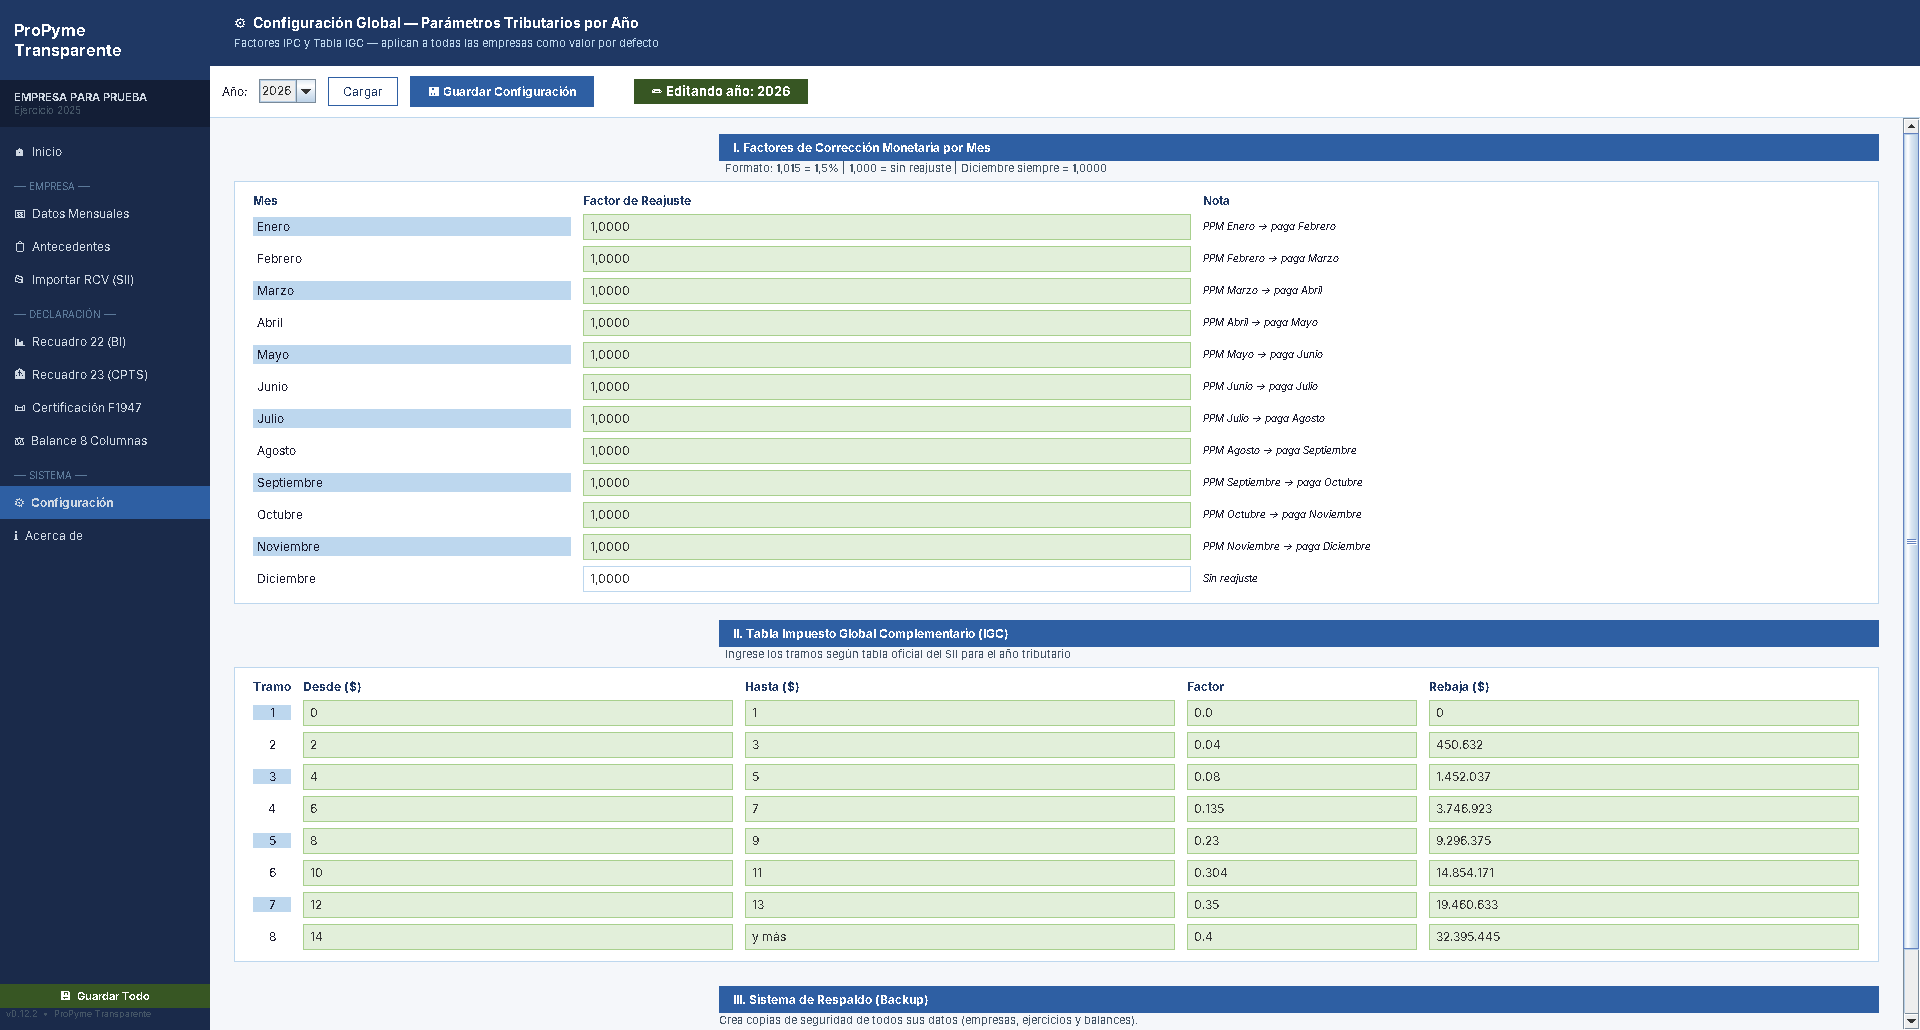 ProPyme
Transparente
EMPRESA PARA PRUEBA
Ejercicio 2025
Inicio
— EMPRESA —
Datos Mensuales
Antecedentes
Importar RCV (SII)
— DECLARACIÓN —
Recuadro 22 (BI)
Recuadro 23 (CPTS)
Certificación F1947
Balance 8 Columnas
— SISTEMA —
Configuración
Acerca de
Guardar Todo
v0.12.2 • ProPyme Transparente
Configuración Global — Parámetros Tributarios por Año
Factores IPC y Tabla IGC — aplican a todas las empresas como valor por defecto
Año: 2026 Cargar Guardar Configuración Editando año: 2026
I. Factores de Corrección Monetaria por Mes
Formato: 1,015 = 1,5% | 1,000 = sin reajuste | Diciembre siempre = 1,0000
Mes Factor de Reajuste Nota
Enero 1,0000 PPM Enero → paga Febrero
Febrero 1,0000 PPM Febrero → paga Marzo
Marzo 1,0000 PPM Marzo → paga Abril
Abril 1,0000 PPM Abril → paga Mayo
Mayo 1,0000 PPM Mayo → paga Junio
Junio 1,0000 PPM Junio → paga Julio
Julio 1,0000 PPM Julio → paga Agosto
Agosto 1,0000 PPM Agosto → paga Septiembre
Septiembre 1,0000 PPM Septiembre → paga Octubre
Octubre 1,0000 PPM Octubre → paga Noviembre
Noviembre 1,0000 PPM Noviembre → paga Diciembre
Diciembre 1,0000 Sin reajuste
II. Tabla Impuesto Global Complementario (IGC)
Ingrese los tramos según tabla oficial del SII para el año tributario
Tramo Desde ($) Hasta ($) Factor Rebaja ($)
1 0 1 0.0 0
2 2 3 0.04 450.632
3 4 5 0.08 1.452.037
4 6 7 0.135 3.746.923
5 8 9 0.23 9.296.375
6 10 11 0.304 14.854.171
7 12 13 0.35 19.460.633
8 14 y más 0.4 32.395.445
III. Sistema de Respaldo (Backup)
Crea copias de seguridad de todos sus datos (empresas, ejercicios y balances).